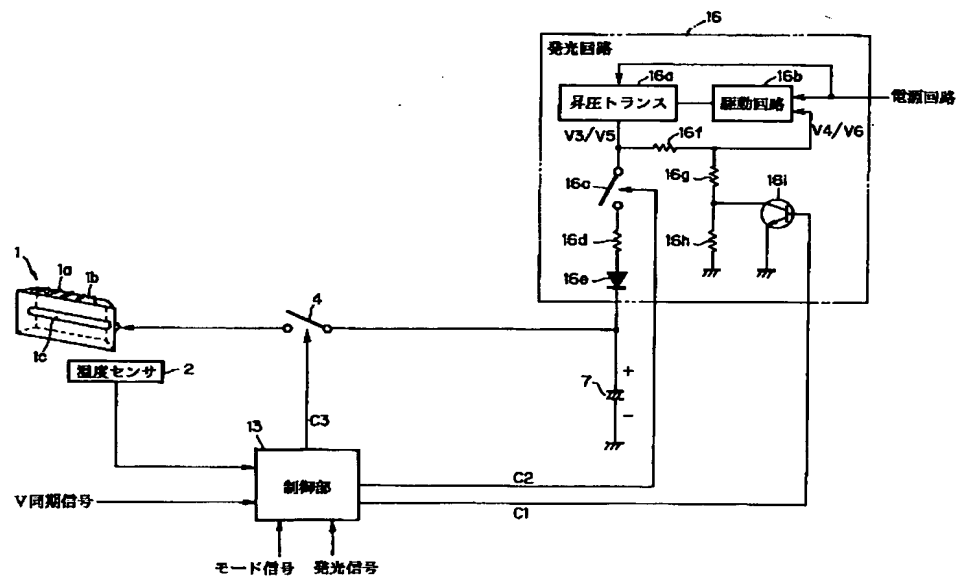 16
発光回路
16a
16b
昇圧トランス
駆動回路
電源回路
V3/V5
16f
V4/V6
16c
16g
16i
16d
16h
16e
1
1a
1b
1c
4
温度センサ
2
7
+
−
C3
13
制御部
C2
C1
V同期信号
モード信号
発光信号